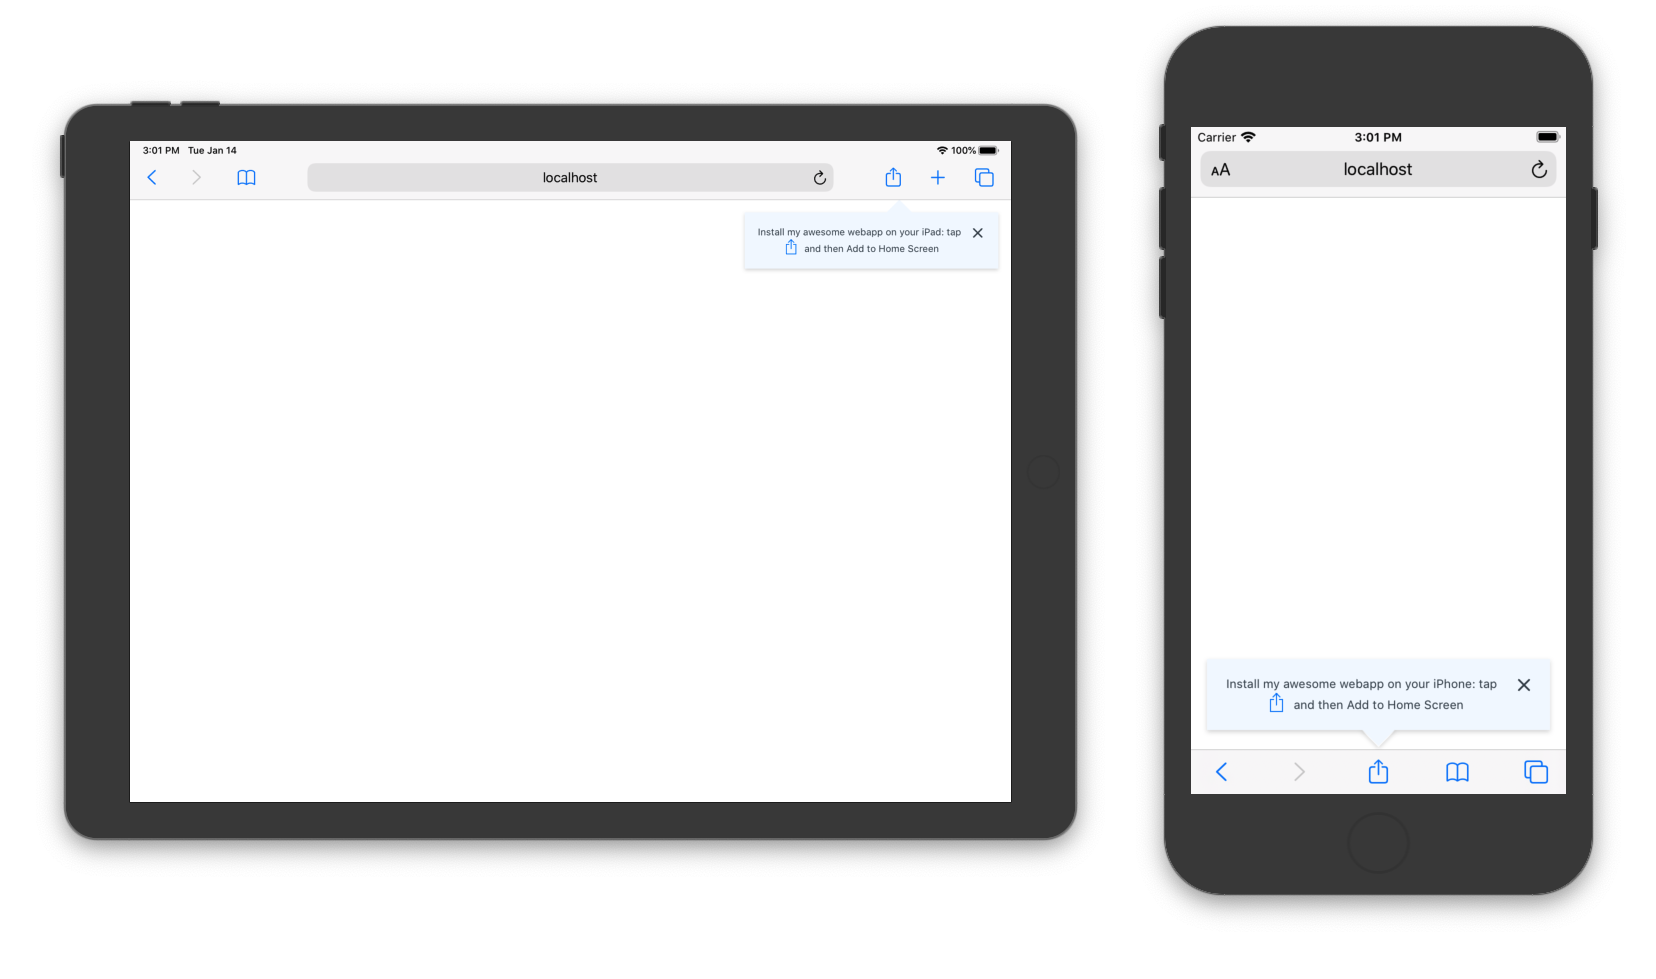 3:01 PM Tue Jan 14
100%
localhost
Install my awesome webapp on your iPad: tap
and then Add to Home Screen
Carrier
3:01 PM
AA
localhost
Install my awesome webapp on your iPhone: tap
and then Add to Home Screen